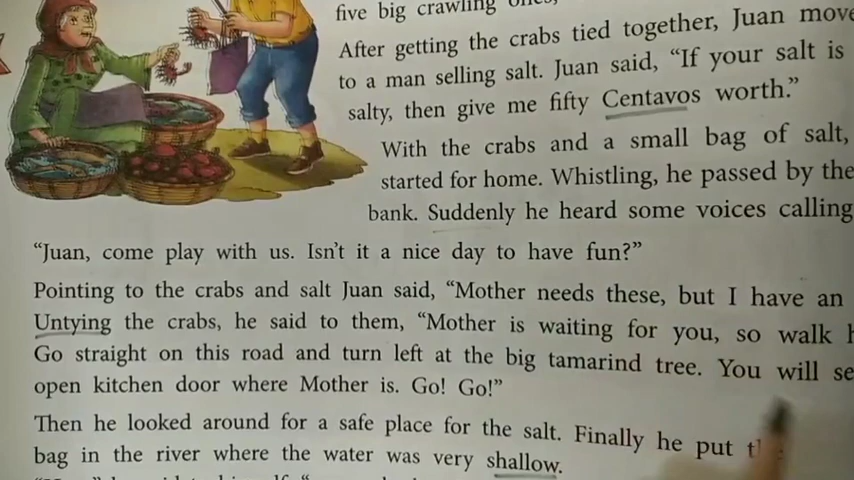 five big crawling ones,
After getting the crabs tied together, Juan move
to a man selling salt. Juan said, “If your salt is
salty, then give me fifty Centavos worth.”
With the crabs and a small bag of salt,
started for home. Whistling, he passed by the
bank. Suddenly he heard some voices calling
“Juan, come play with us. Isn’t it a nice day to have fun?”
Pointing to the crabs and salt Juan said, “Mother needs these, but I have an
Untying the crabs, he said to them, “Mother is waiting for you, so walk h
Go straight on this road and turn left at the big tamarind tree. You will se
open kitchen door where Mother is. Go! Go!”
Then he looked around for a safe place for the salt. Finally he put
bag in the river where the water was very shallow.